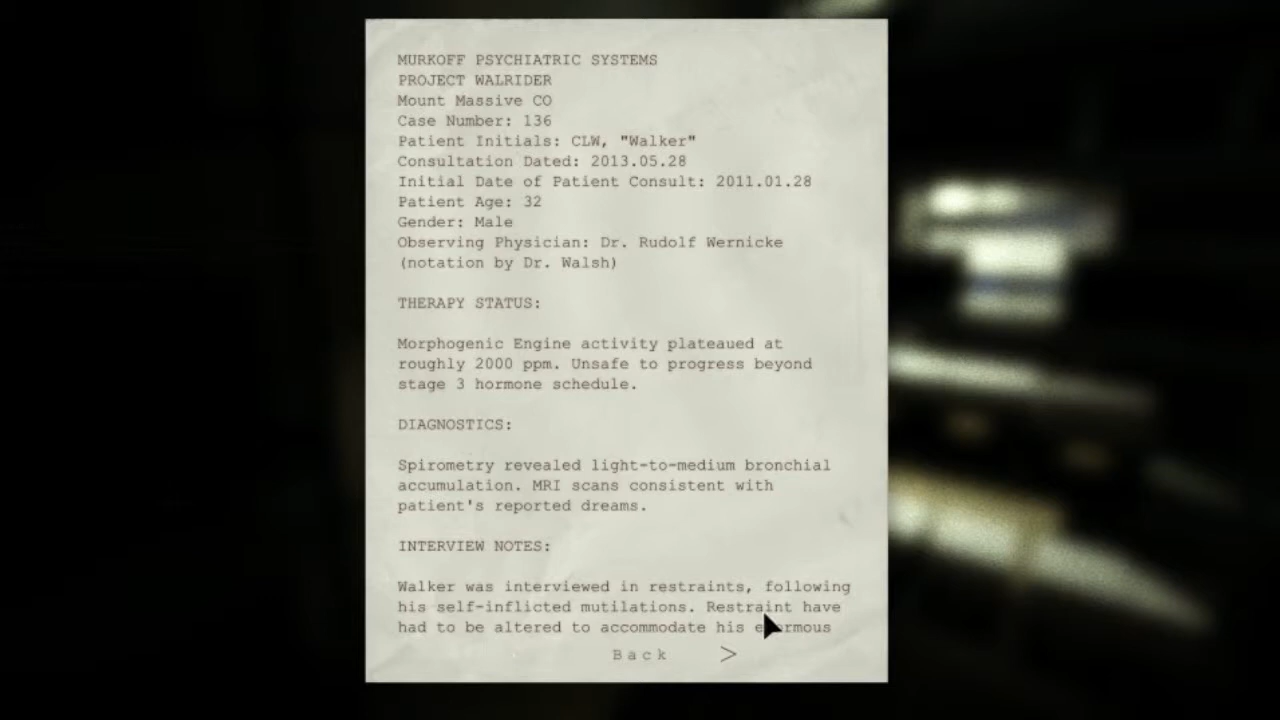 MURKOFF PSYCHIATRIC SYSTEMS
PROJECT WALRIDER
Mount Massive CO
Case Number: 136
Patient Initials: CLW, "Walker"
Consultation Dated: 2013.05.28
Initial Date of Patient Consult: 2011.01.28
Patient Age: 32
Gender: Male
Observing Physician: Dr. Rudolf Wernicke
(notation by Dr. Walsh)
THERAPY STATUS:
Morphogenic Engine activity plateaued at
roughly 2000 ppm. Unsafe to progress beyond
stage 3 hormone schedule.
DIAGNOSTICS:
Spirometry revealed light-to-medium bronchial
accumulation. MRI scans consistent with
patient's reported dreams.
INTERVIEW NOTES:
Walker was interviewed in restraints, following
his self-inflicted mutilations. Restraint have
had to be altered to accommodate his
Back >